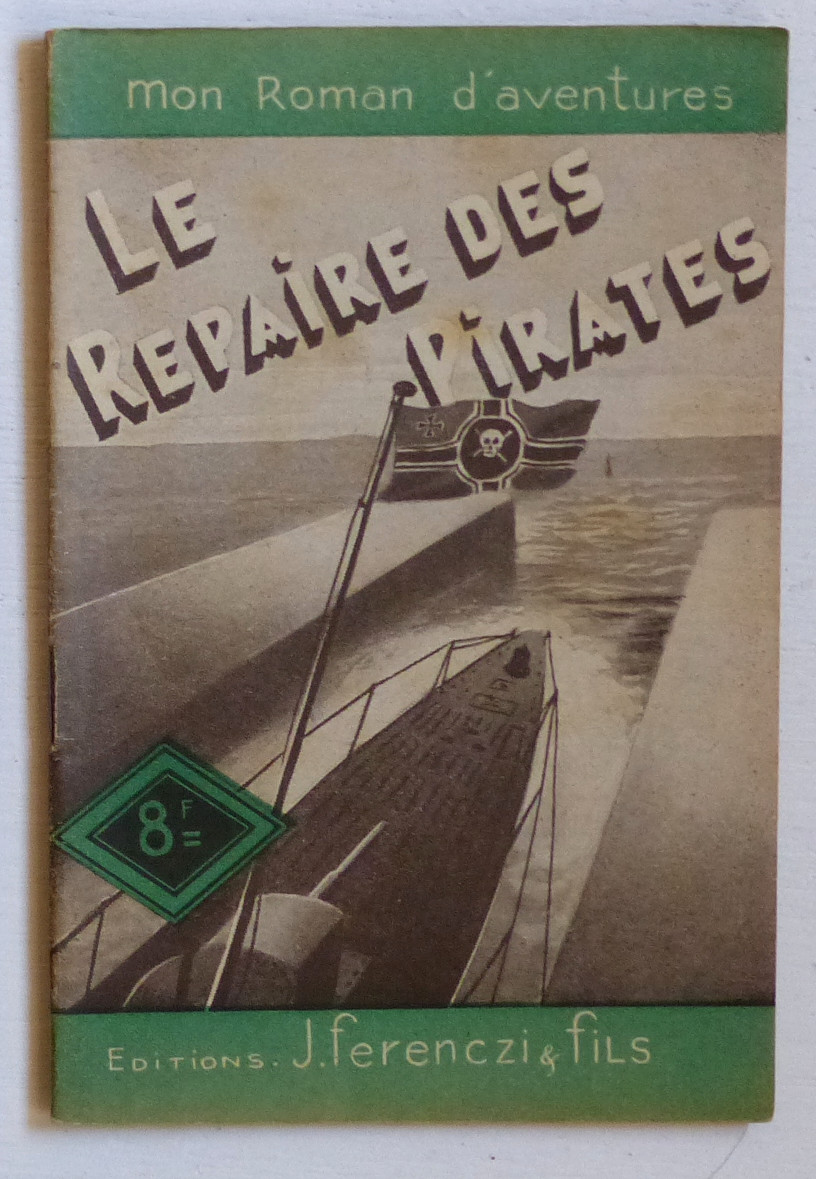 mon Roman d'aventures
LE
REPAiRE DES
PiRATES
8F=
EDiTiONS. J. ferenczi & fiLS